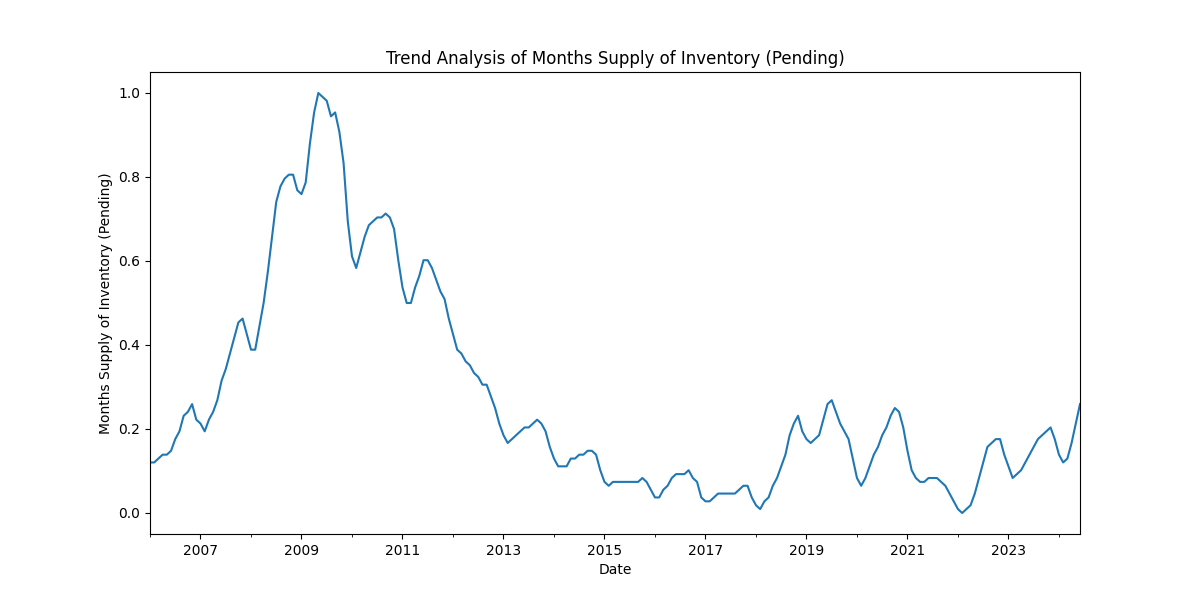 Trend Analysis of Months Supply of Inventory (Pending)
Months Supply of Inventory (Pending)
1.0
0.8
0.6
0.4
0.2
0.0
2007 2009 2011 2013 2015 2017 2019 2021 2023
Date